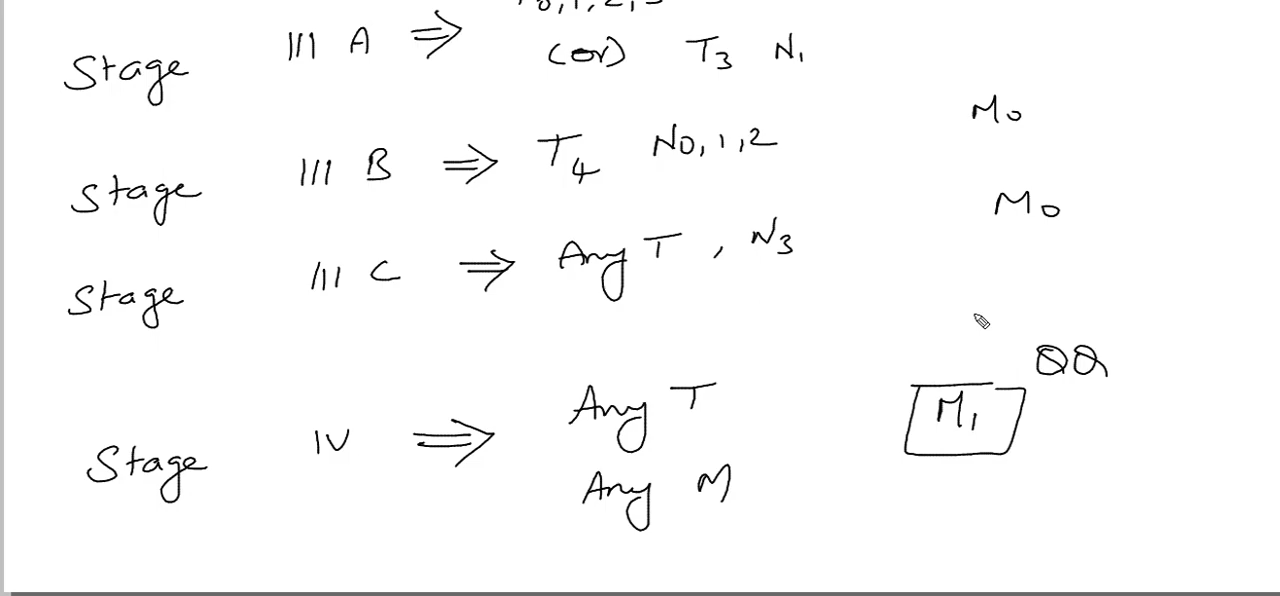 Stage III A ⇒ (or) T3 N1
M0
Stage III B ⇒ T4 N0,1,2
M0
Stage III C ⇒ Any T , N3
Stage IV ⇒ Any T M1
Any M